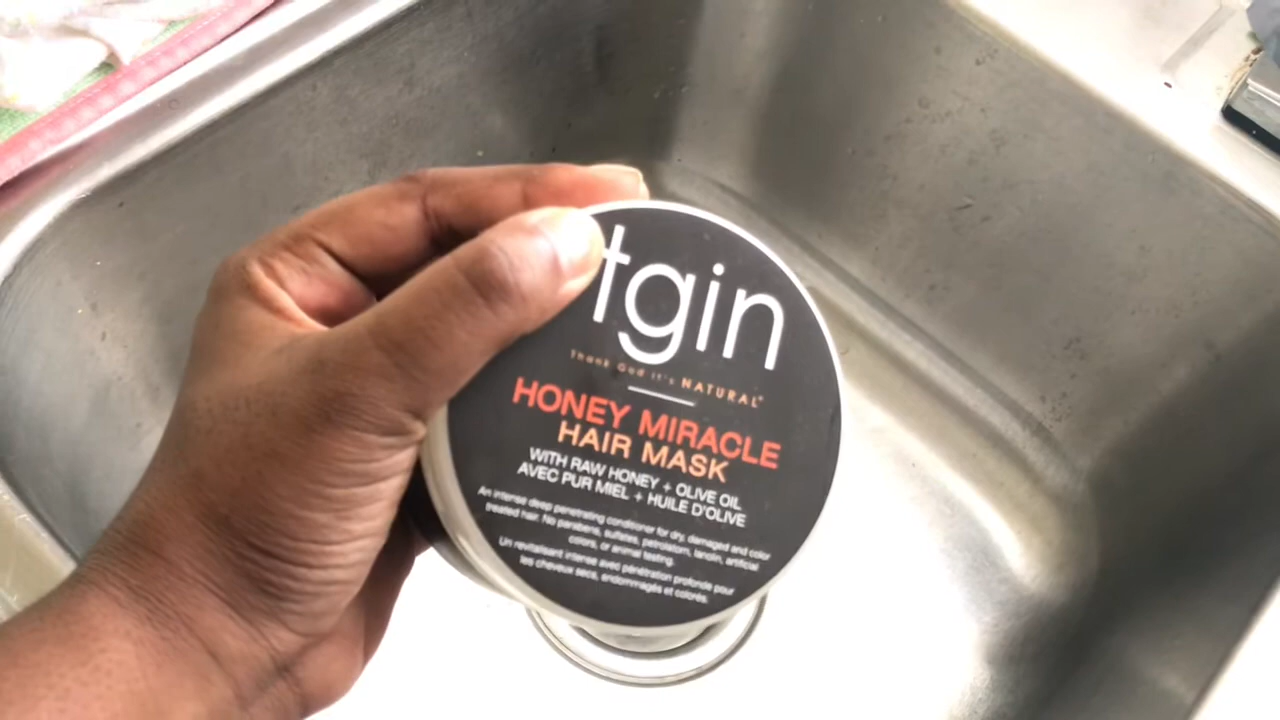 tgin
Thank God it's NATURAL®
HONEY MIRACLE
HAIR MASK
WITH RAW HONEY + OLIVE OIL
AVEC PUR MIEL + HUILE D'OLIVE
An intense deep penetrating conditioner for dry, damaged and color
treated hair. No parabens, sulfates, petrolatum, lanolin, artificial
colors, or animal testing.
Un revitalisant intense avec pénétration profonde pour
les cheveux secs, endommagés et colorés.